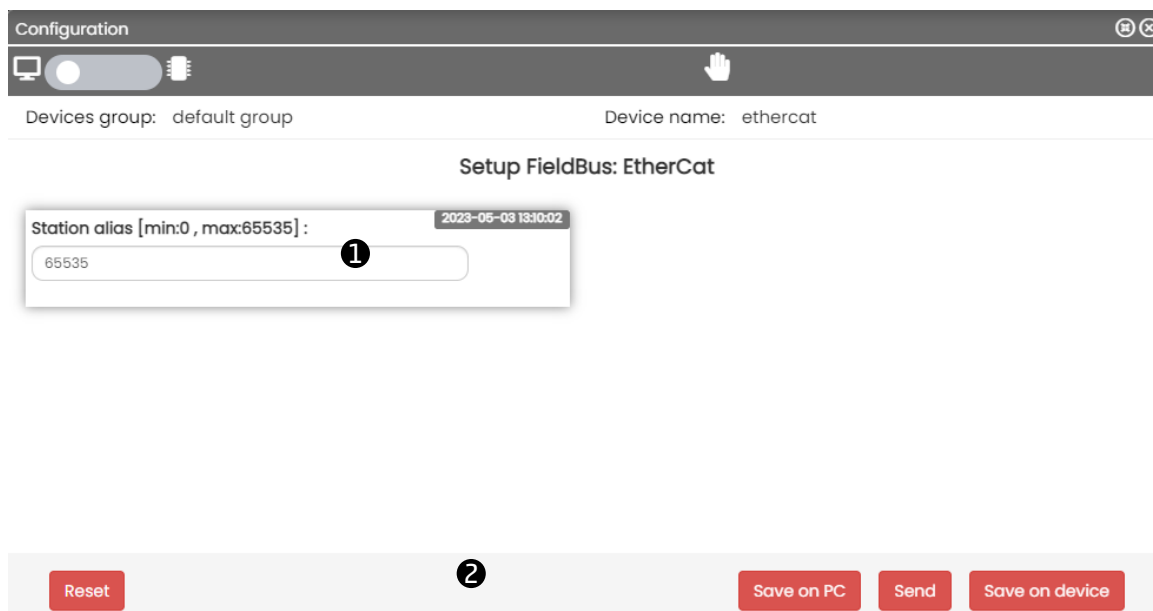 Configuration
Devices group: default group
Device name: ethercat
Setup FieldBus: EtherCat
2023-05-03 13:10:02
Station alias [min:0 , max:65535] :
❶
65535
❷
Reset
Save on PC
Send
Save on device